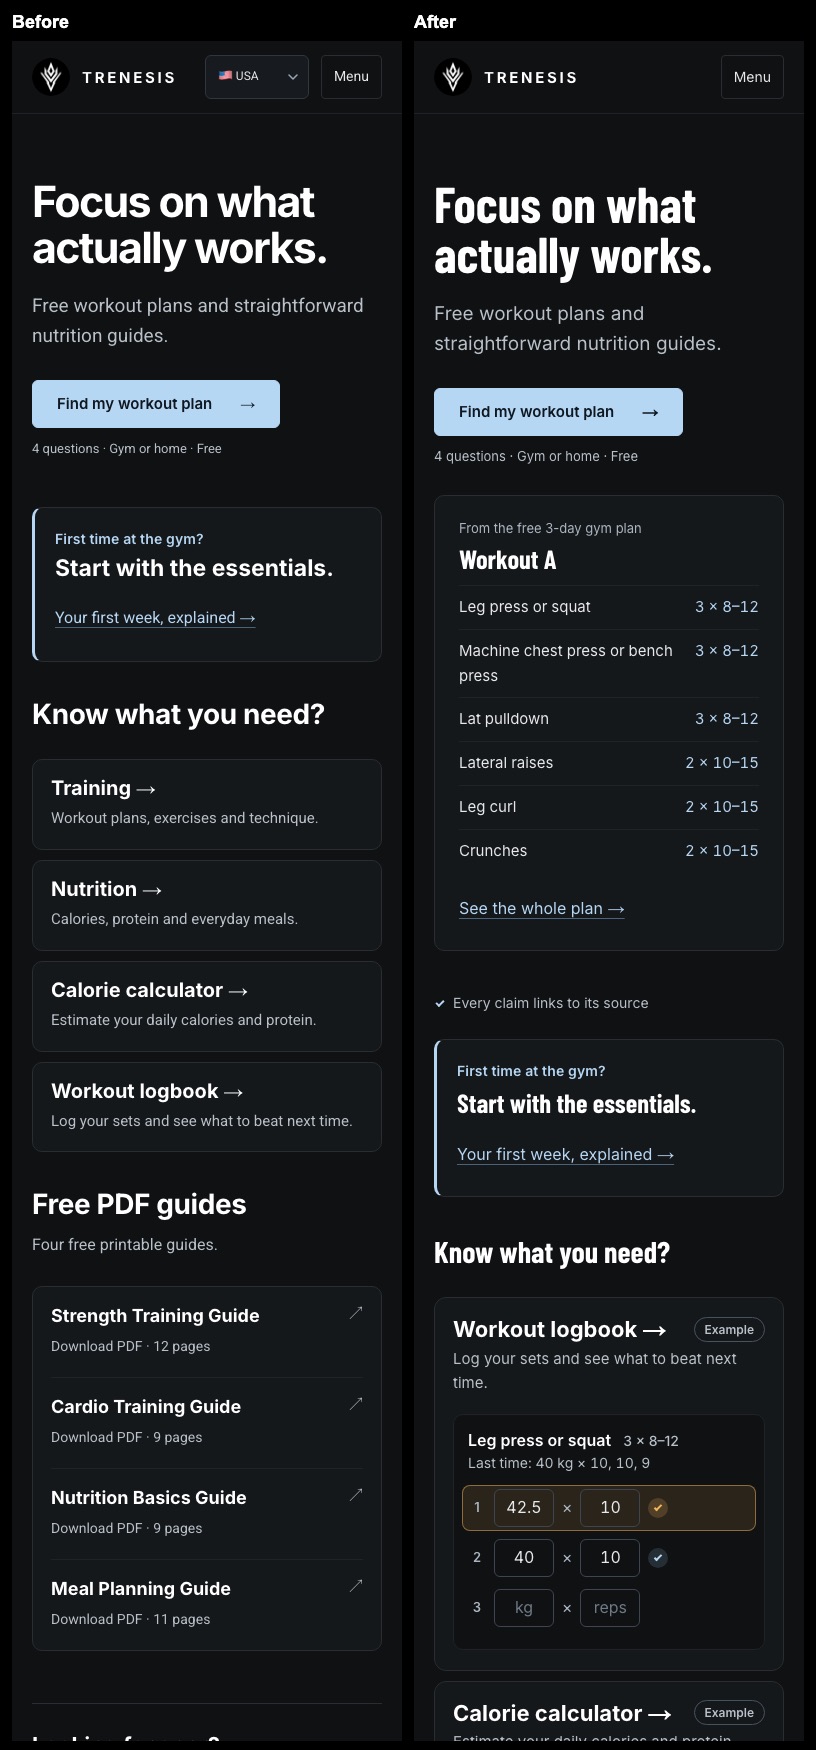 Before
TRENESIS
🇺🇸 USA
Menu
Focus on what
actually works.
Free workout plans and straightforward
nutrition guides.
Find my workout plan →
4 questions · Gym or home · Free
First time at the gym?
Start with the essentials.
Your first week, explained →
Know what you need?
Training →
Workout plans, exercises and technique.
Nutrition →
Calories, protein and everyday meals.
Calorie calculator →
Estimate your daily calories and protein.
Workout logbook →
Log your sets and see what to beat next time.
Free PDF guides
Four free printable guides.
Strength Training Guide ↗
Download PDF · 12 pages
Cardio Training Guide ↗
Download PDF · 9 pages
Nutrition Basics Guide ↗
Download PDF · 9 pages
Meal Planning Guide ↗
Download PDF · 11 pages
After
TRENESIS
Menu
Focus on what
actually works.
Free workout plans and
straightforward nutrition guides.
Find my workout plan →
4 questions · Gym or home · Free
From the free 3-day gym plan
Workout A
Leg press or squat 3 × 8–12
Machine chest press or bench 3 × 8–12
press
Lat pulldown 3 × 8–12
Lateral raises 2 × 10–15
Leg curl 2 × 10–15
Crunches 2 × 10–15
See the whole plan →
✓ Every claim links to its source
First time at the gym?
Start with the essentials.
Your first week, explained →
Know what you need?
Workout logbook → Example
Log your sets and see what to beat next
time.
Leg press or squat 3 × 8–12
Last time: 40 kg × 10, 10, 9
1 42.5 × 10 ✓
2 40 × 10 ✓
3 kg × reps
Calorie calculator → Example
Estimate your daily calories and protein.